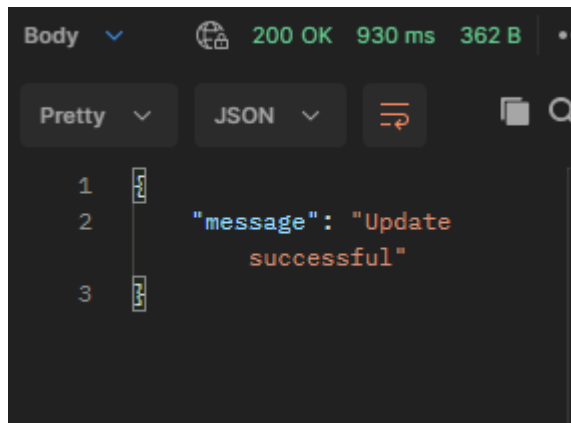 Body 200 OK 930 ms 362 B
Pretty JSON
1 {
2 "message": "Update
successful"
3 }